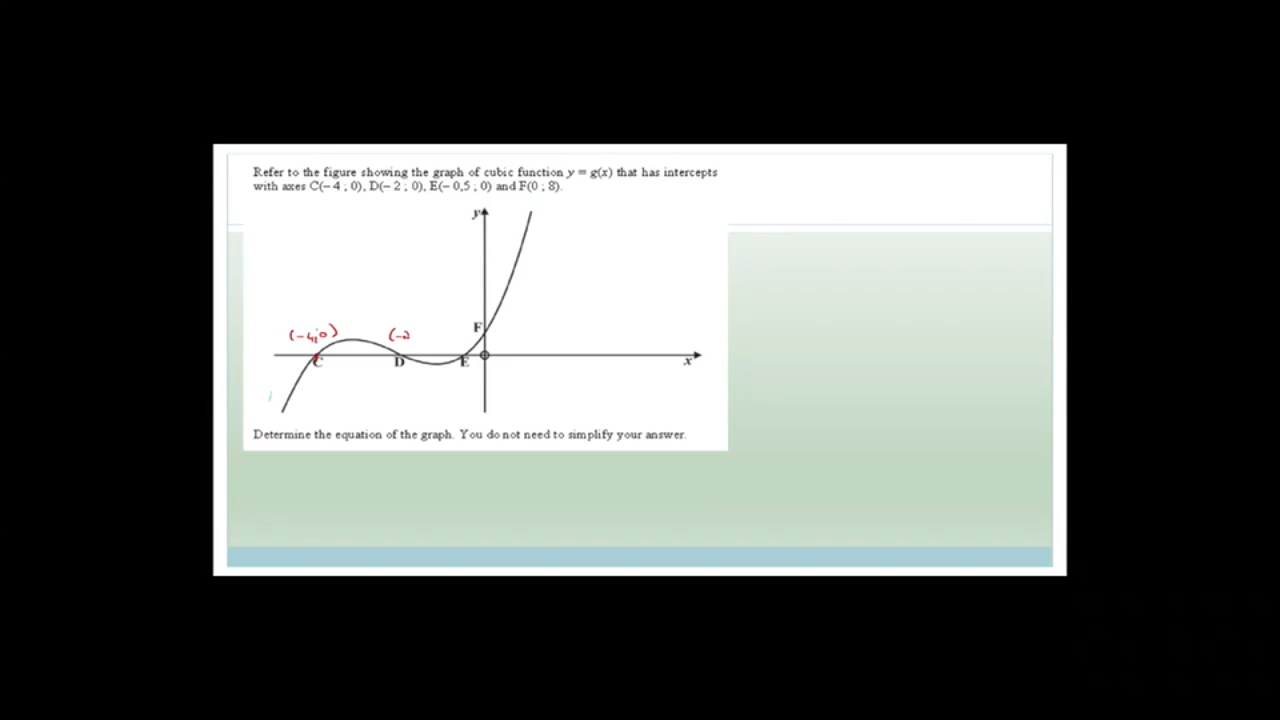 Refer to the figure showing the graph of cubic function y = g(x) that has intercepts
with axes C(– 4 ; 0), D(– 2 ; 0), E(– 0,5 ; 0) and F(0 ; 8).
y
F
(-4;0)
(-2
C
D
E
x
Determine the equation of the graph. You do not need to simplify your answer.